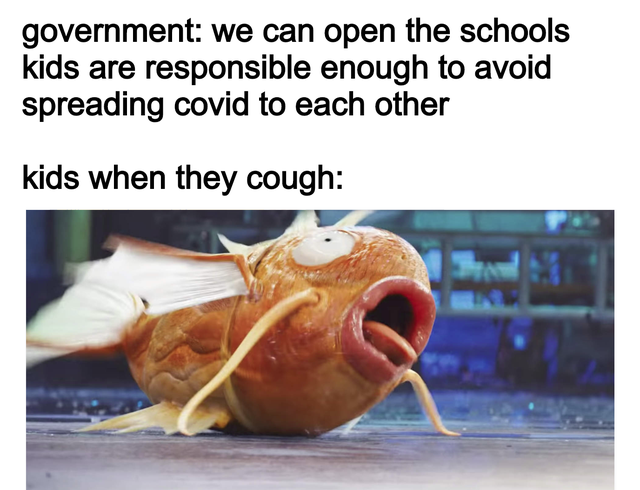 government: we can open the schools
kids are responsible enough to avoid
spreading covid to each other
kids when they cough: